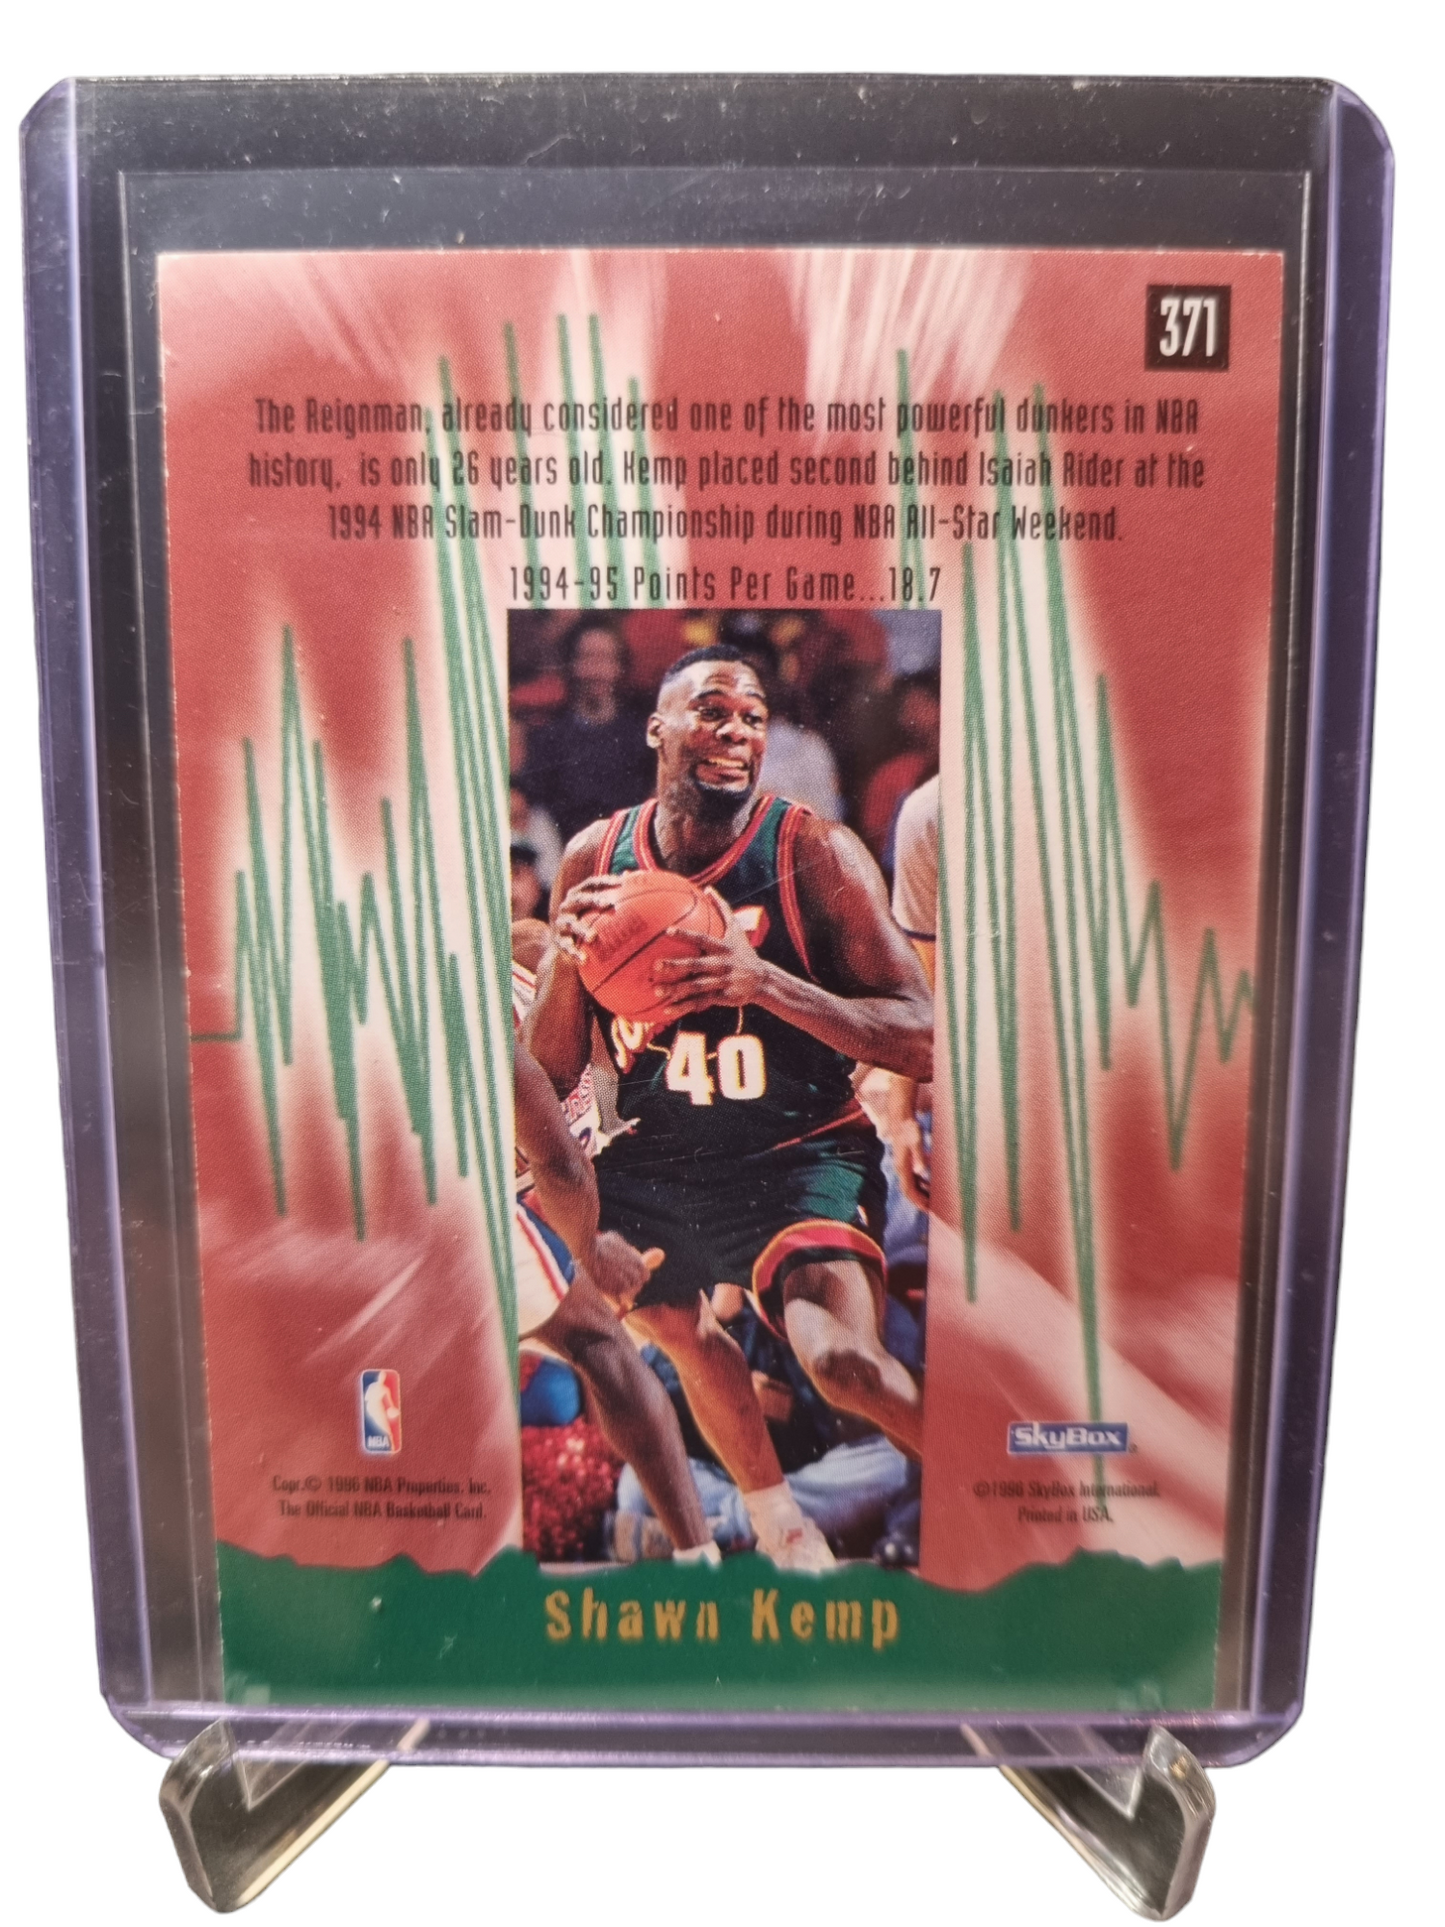 371
The Reignman, already considered one of the most powerful dunkers in NBA
history, is only 26 years old. Kemp placed second behind Isaiah Rider at the
1994 NBA Slam-Dunk Championship during NBA All-Star Weekend.
1994-95 Points Per Game...18.7
40
NBA
SkyBox
Copr.© 1996 NBA Properties, Inc.
The Official NBA Basketball Card.
©1996 SkyBox International.
Printed in USA.
Shawn Kemp